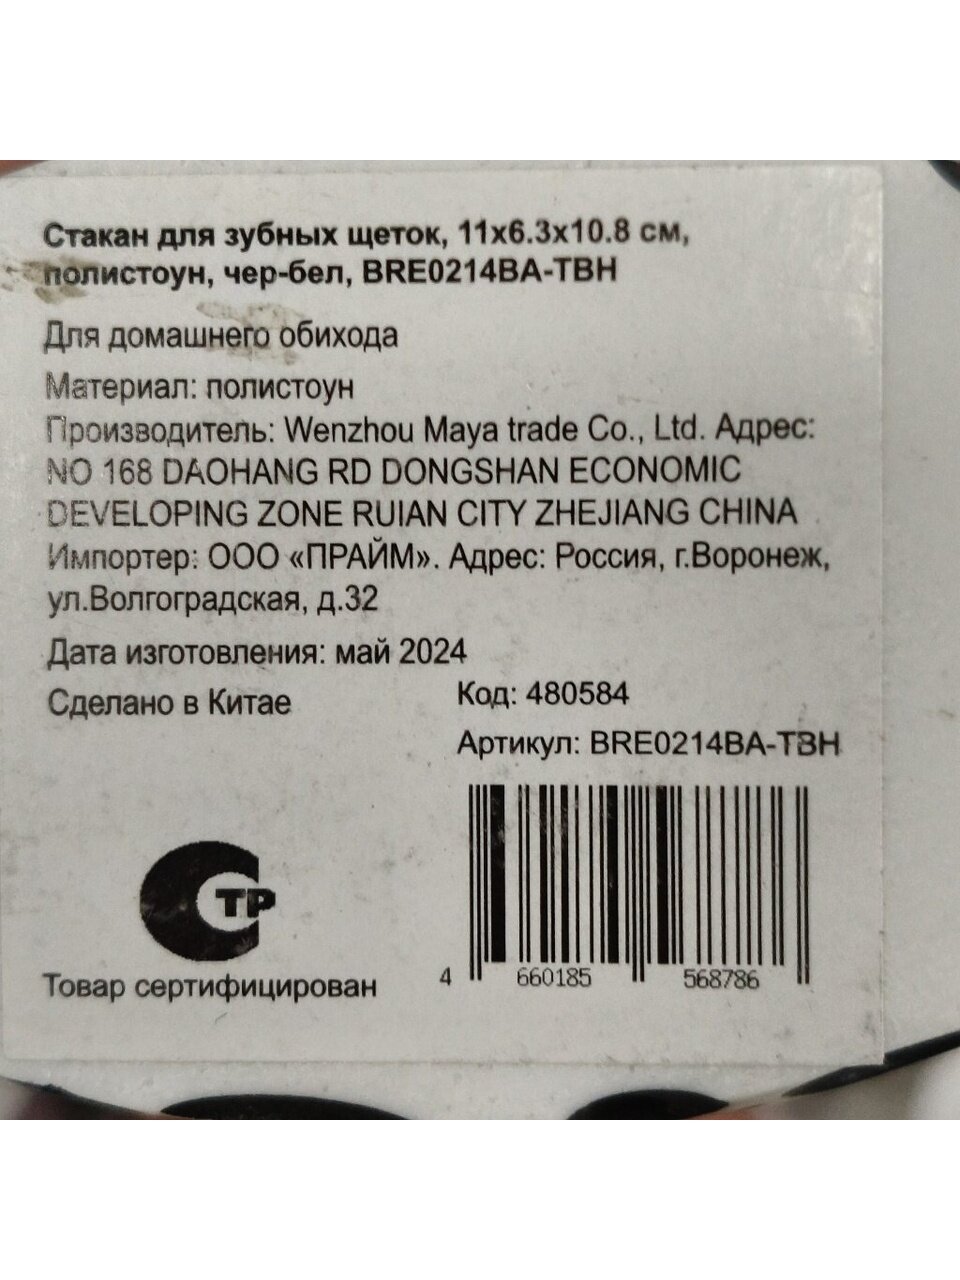 Стакан для зубных щеток, 11х6.3х10.8 см,
полистоун, чер-бел, BRE0214BA-TBH
Для домашнего обихода
Материал: полистоун
Производитель: Wenzhou Maya trade Co., Ltd. Адрес:
NO 168 DAOHANG RD DONGSHAN ECONOMIC
DEVELOPING ZONE RUIAN CITY ZHEJIANG CHINA
Импортер: ООО «ПРАЙМ». Адрес: Россия, г.Воронеж,
ул.Волгоградская, д.32
Дата изготовления: май 2024
Сделано в Китае
Код: 480584
Артикул: BRE0214BA-TBH
СТР
Товар сертифицирован
4 660185 568786